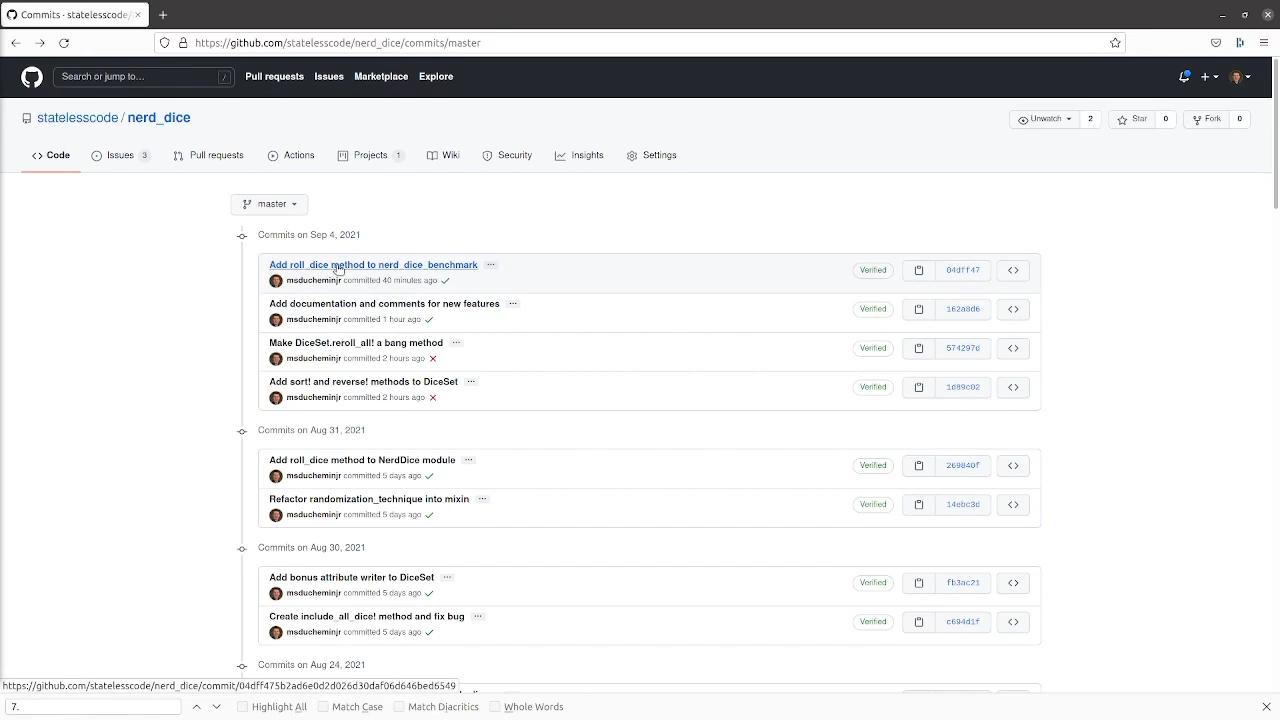 Commits · statelesscode/
https://github.com/statelesscode/nerd_dice/commits/master
Search or jump to… / Pull requests Issues Marketplace Explore
statelesscode / nerd_dice Unwatch 2 Star 0 Fork 0
Code Issues 3 Pull requests Actions Projects 1 Wiki Security Insights Settings
master
Commits on Sep 4, 2021
Add roll_dice method to nerd_dice_benchmark …
msducheminjr committed 40 minutes ago Verified 04dff47
Add documentation and comments for new features …
msducheminjr committed 1 hour ago Verified 162a8d6
Make DiceSet.reroll_all! a bang method …
msducheminjr committed 2 hours ago Verified 574297d
Add sort! and reverse! methods to DiceSet …
msducheminjr committed 2 hours ago Verified 1d89c02
Commits on Aug 31, 2021
Add roll_dice method to NerdDice module …
msducheminjr committed 5 days ago Verified 269840f
Refactor randomization_technique into mixin …
msducheminjr committed 5 days ago Verified 14ebc3d
Commits on Aug 30, 2021
Add bonus attribute writer to DiceSet …
msducheminjr committed 5 days ago Verified fb3ac21
Create include_all_dice! method and fix bug …
msducheminjr committed 5 days ago Verified c694d1f
Commits on Aug 24, 2021
https://github.com/statelesscode/nerd_dice/commit/04dff475b2ad6e0d2d026d30daf06d646bed6549
7. Highlight All Match Case Match Diacritics Whole Words